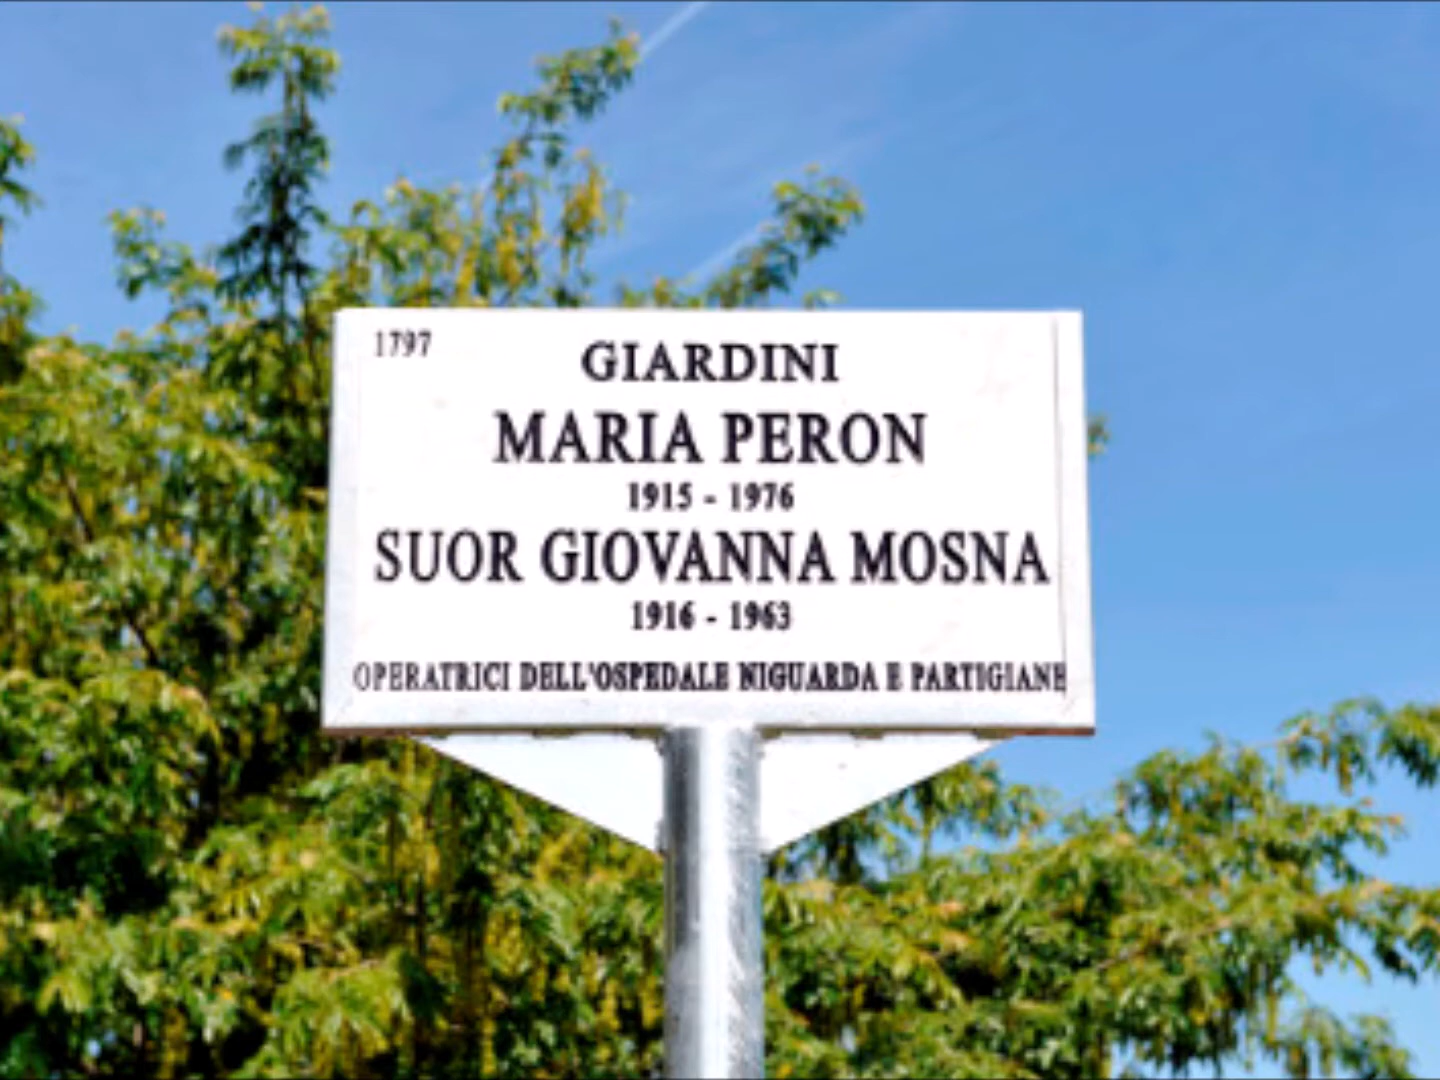 1797
GIARDINI
MARIA PERON
1915 - 1976
SUOR GIOVANNA MOSNA
1916 - 1963
OPERATRICI DELL'OSPEDALE NIGUARDA E PARTIGIANE